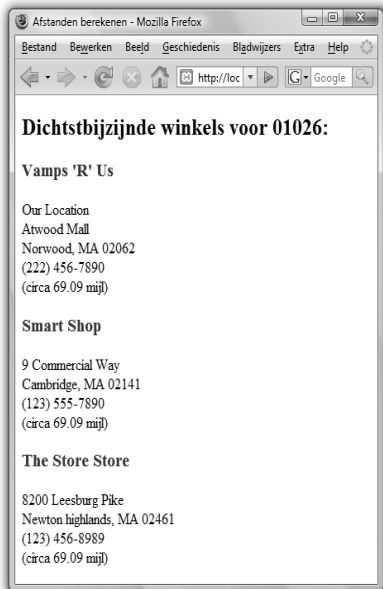 Afstanden berekenen - Mozilla Firefox
Bestand Bewerken Beeld Geschiedenis Bladwijzers Extra Help
http://loc G Google
Dichtstbijzijnde winkels voor 01026:
Vamps 'R' Us
Our Location
Atwood Mall
Norwood, MA 02062
(222) 456-7890
(circa 69.09 mijl)
Smart Shop
9 Commercial Way
Cambridge, MA 02141
(123) 555-7890
(circa 69.09 mijl)
The Store Store
8200 Leesburg Pike
Newton highlands, MA 02461
(123) 456-8989
(circa 69.09 mijl)